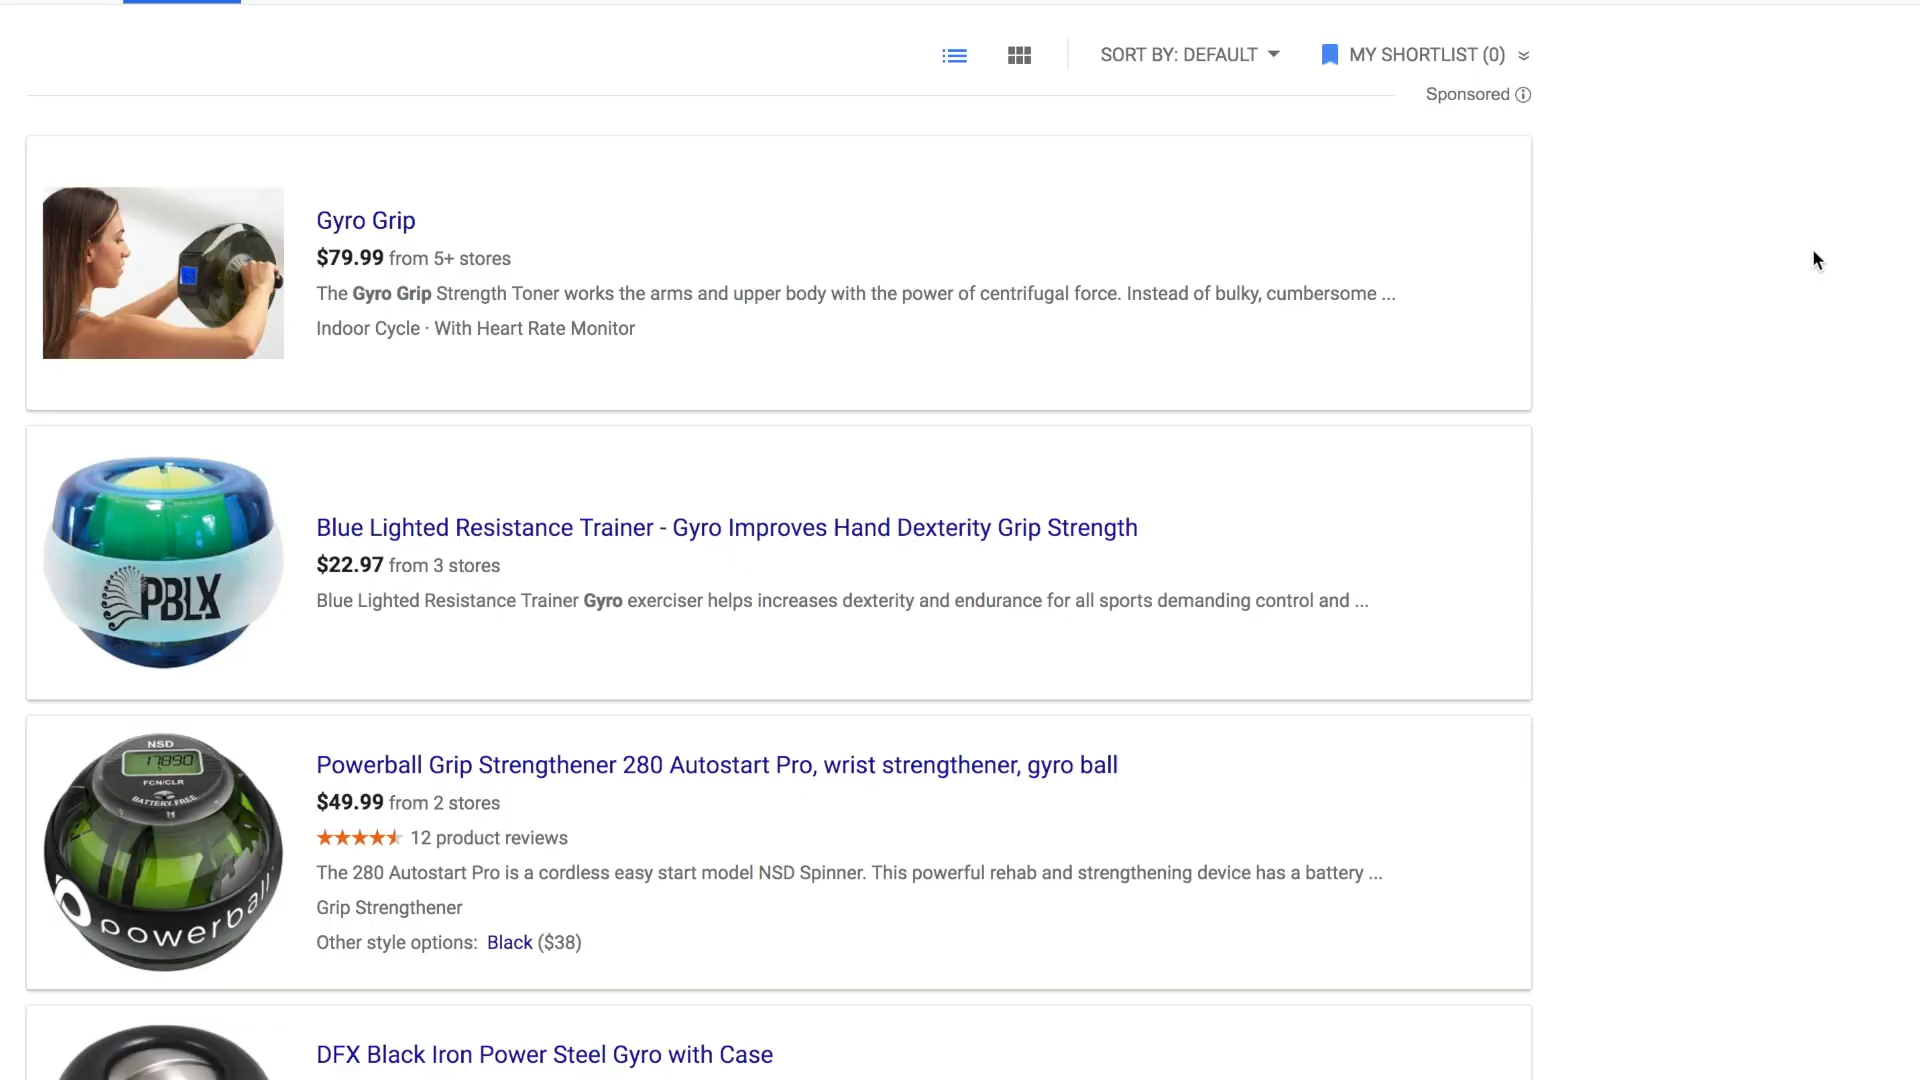 SORT BY: DEFAULT
MY SHORTLIST (0)
Sponsored
Gyro Grip
$79.99 from 5+ stores
The Gyro Grip Strength Toner works the arms and upper body with the power of centrifugal force. Instead of bulky, cumbersome ...
Indoor Cycle · With Heart Rate Monitor
PBLX
Blue Lighted Resistance Trainer - Gyro Improves Hand Dexterity Grip Strength
$22.97 from 3 stores
Blue Lighted Resistance Trainer Gyro exerciser helps increases dexterity and endurance for all sports demanding control and ...
NSD
17890
FCN/CLR
BATTERY FREE
powerball
Powerball Grip Strengthener 280 Autostart Pro, wrist strengthener, gyro ball
$49.99 from 2 stores
12 product reviews
The 280 Autostart Pro is a cordless easy start model NSD Spinner. This powerful rehab and strengthening device has a battery ...
Grip Strengthener
Other style options: Black ($38)
DFX Black Iron Power Steel Gyro with Case